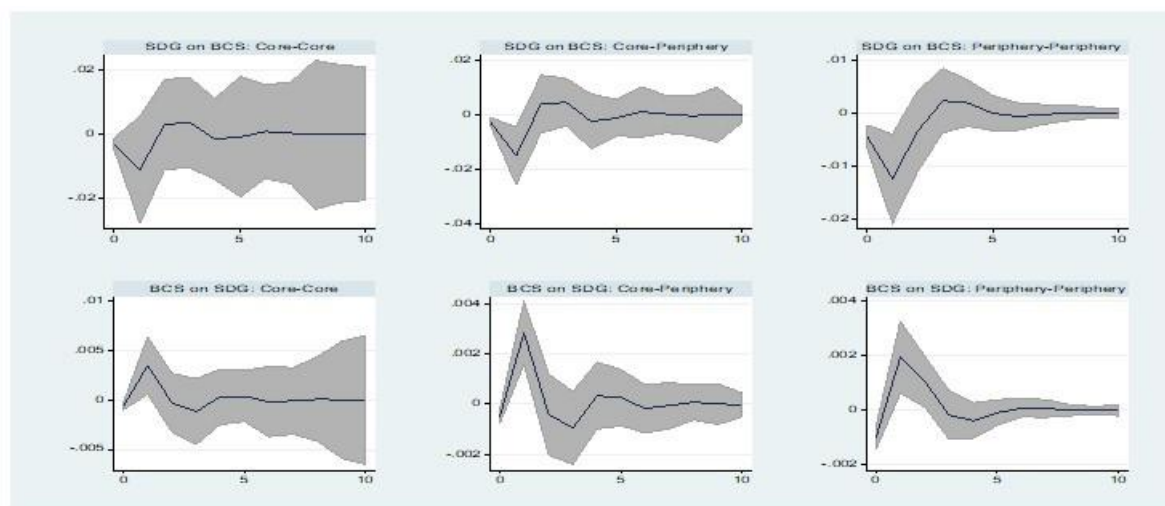 SDG on BCS: Core-Core
.02
0
-.02
0 5 10
SDG on BCS: Core-Periphery
.02
0
-.02
-.04
0 5 10
SDG on BCS: Periphery-Periphery
.01
0
-.01
-.02
0 5 10
BCS on SDG: Core-Core
.01
.005
0
-.005
0 5 10
BCS on SDG: Core-Periphery
.004
.002
0
-.002
0 5 10
BCS on SDG: Periphery-Periphery
.004
.002
0
-.002
0 5 10